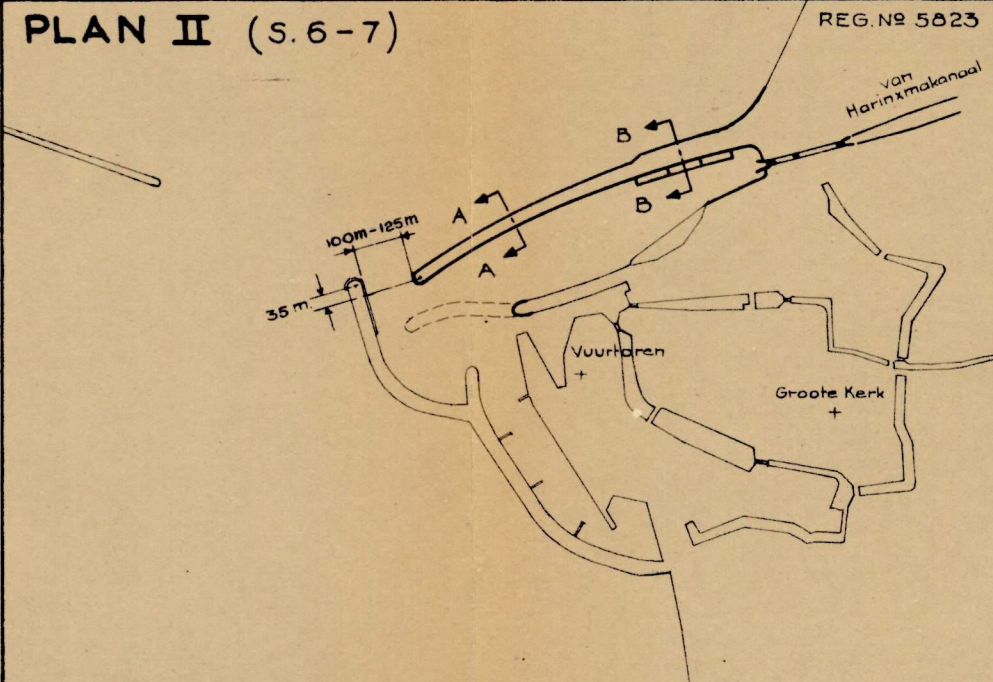 PLAN II (S. 6-7)
REG. Nº 5823
van
Harinxmakanaal
B
B
A
A
100m-125m
35 m.
Vuurtoren
Groote Kerk